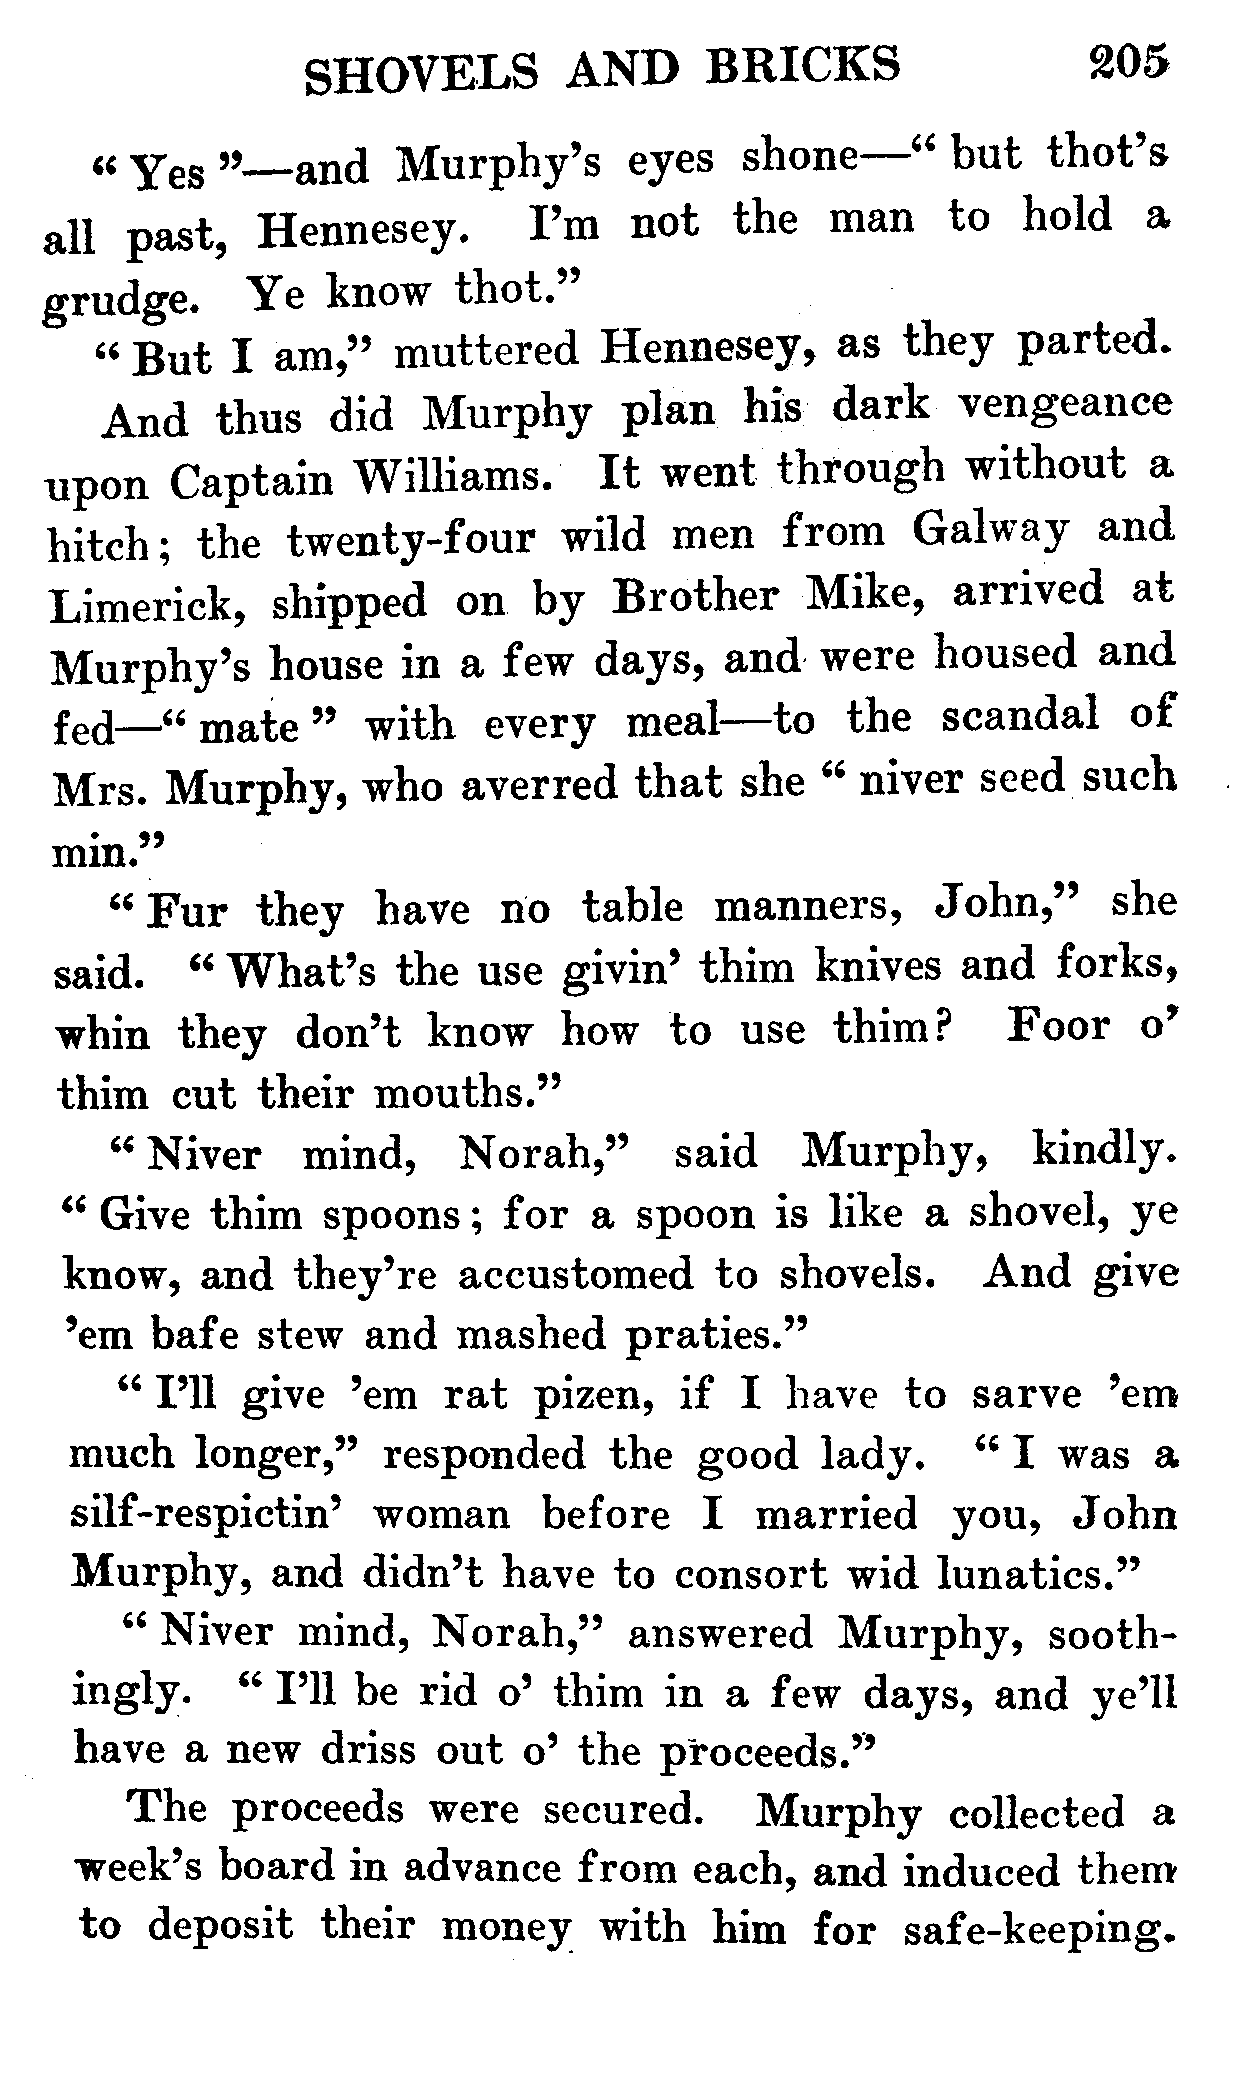 SHOVELS AND BRICKS 205
“ Yes ”—and Murphy’s eyes shone—“ but thot’s
all past, Hennesey. I’m not the man to hold a
grudge. Ye know thot.”
“ But I am,” muttered Hennesey, as they parted.
And thus did Murphy plan his dark vengeance
upon Captain Williams. It went through without a
hitch ; the twenty-four wild men from Galway and
Limerick, shipped on by Brother Mike, arrived at
Murphy’s house in a few days, and were housed and
fed—“ mate ” with every meal—to the scandal of
Mrs. Murphy, who averred that she “ niver seed such
min.”
“ Fur they have no table manners, John,” she
said. “ What’s the use givin’ thim knives and forks,
whin they don’t know how to use thim? Foor o’
thim cut their mouths.”
“ Niver mind, Norah,” said Murphy, kindly.
“ Give thim spoons ; for a spoon is like a shovel, ye
know, and they’re accustomed to shovels. And give
’em bafe stew and mashed praties.”
“ I’ll give ’em rat pizen, if I have to sarve ’em
much longer,” responded the good lady. “ I was a
silf-respictin’ woman before I married you, John
Murphy, and didn’t have to consort wid lunatics.”
“ Niver mind, Norah,” answered Murphy, sooth-
ingly. “ I’ll be rid o’ thim in a few days, and ye’ll
have a new driss out o’ the proceeds.”
The proceeds were secured. Murphy collected a
week’s board in advance from each, and induced them
to deposit their money with him for safe-keeping.